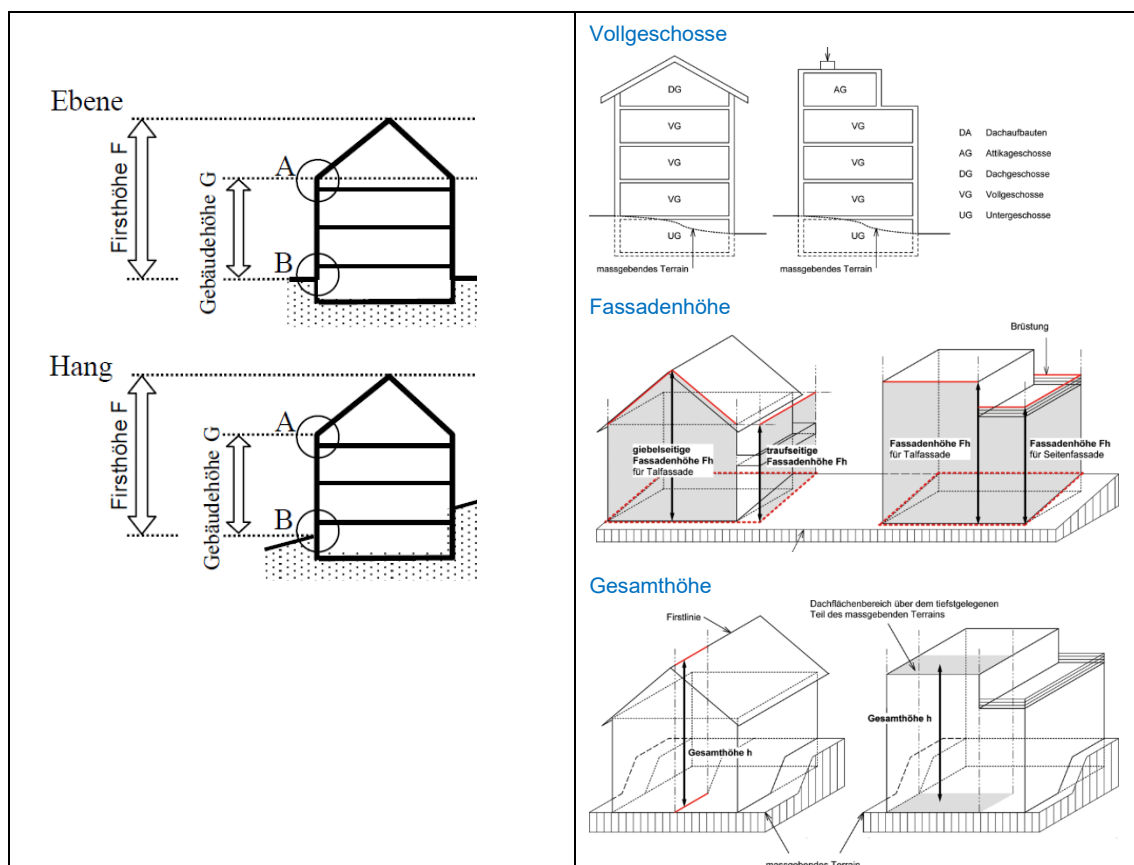 Ebene
Firsthöhe F
Gebäudehöhe G
A
B
Hang
Firsthöhe F
Gebäudehöhe G
A
B
Vollgeschosse
DG
VG
VG
VG
UG
massgebendes Terrain
AG
VG
VG
VG
UG
massgebendes Terrain
DA Dachaufbauten
AG Attikageschosse
DG Dachgeschosse
VG Vollgeschosse
UG Untergeschosse
Fassadenhöhe
Brüstung
giebelseitige
Fassadenhöhe Fh
für Talfassade
traufseitige
Fassadenhöhe Fh
Fassadenhöhe Fh
für Talfassade
Fassadenhöhe Fh
für Seitenfassade
Gesamthöhe
Firstlinie
Dachflächenbereich über dem tiefstgelegenen
Teil des massgebenden Terrains
Gesamthöhe h
Gesamthöhe h
massgebendes Terrain